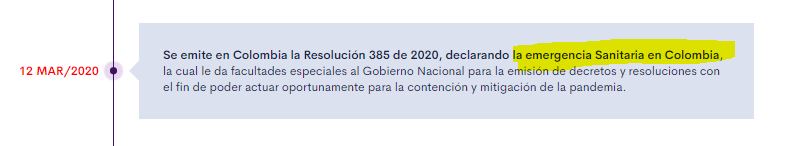 12 MAR/2020
Se emite en Colombia la Resolución 385 de 2020, declarando la emergencia Sanitaria en Colombia,
la cual le da facultades especiales al Gobierno Nacional para la emisión de decretos y resoluciones con
el fin de poder actuar oportunamente para la contención y mitigación de la pandemia.